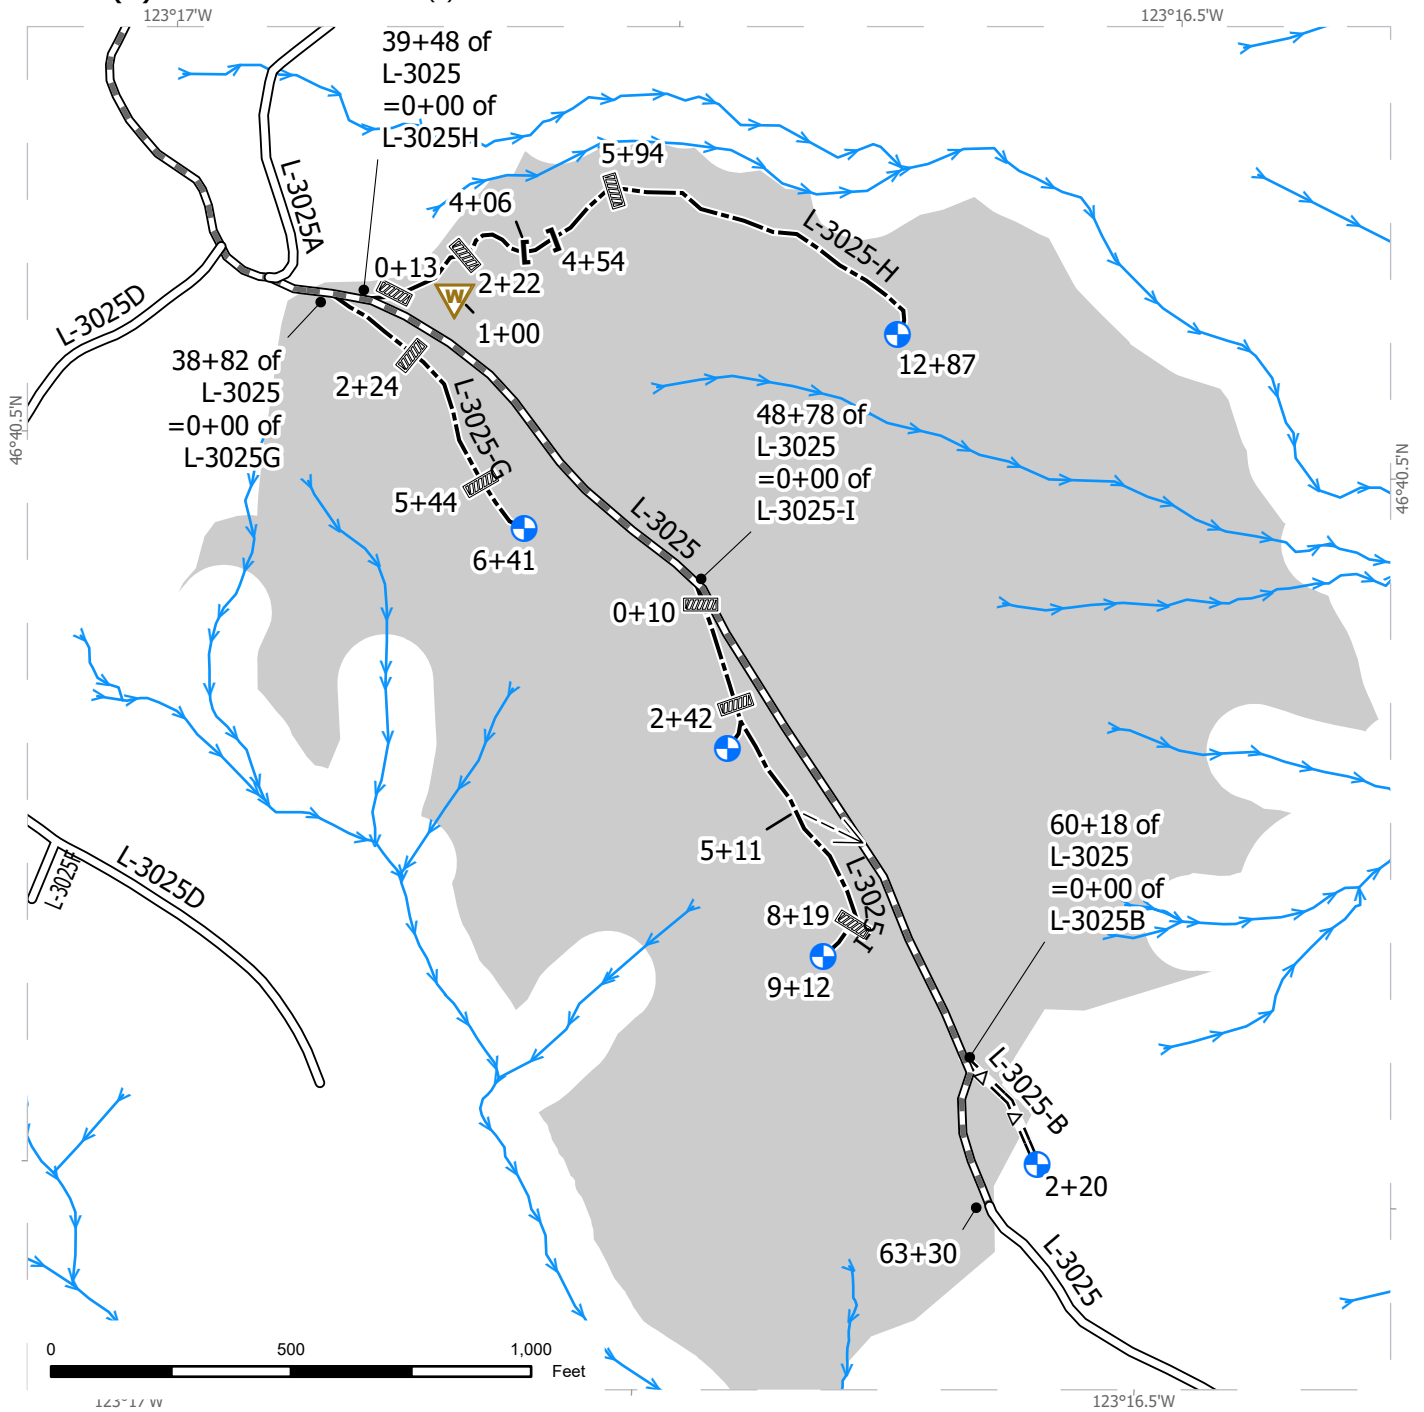 123°17'W
123°16.5'W
39+48 of
L-3025
=0+00 of
L-3025H
L-3025A
5+94
4+06
4+54
L-3025-H
0+13
2+22
1+00
L-3025D
12+87
38+82 of
L-3025
=0+00 of
L-3025G
2+24
L-3025-G
46°40.5'N
46°40.5'N
48+78 of
L-3025
=0+00 of
L-3025-I
5+44
6+41
L-3025
0+10
2+42
5+11
60+18 of
L-3025
=0+00 of
L-3025B
L-3025F
L-3025D
L-3025-I
8+19
9+12
L-3025-B
2+20
63+30
L-3025
0 500 1,000
Feet
123°17'W
123°16.5'W
W